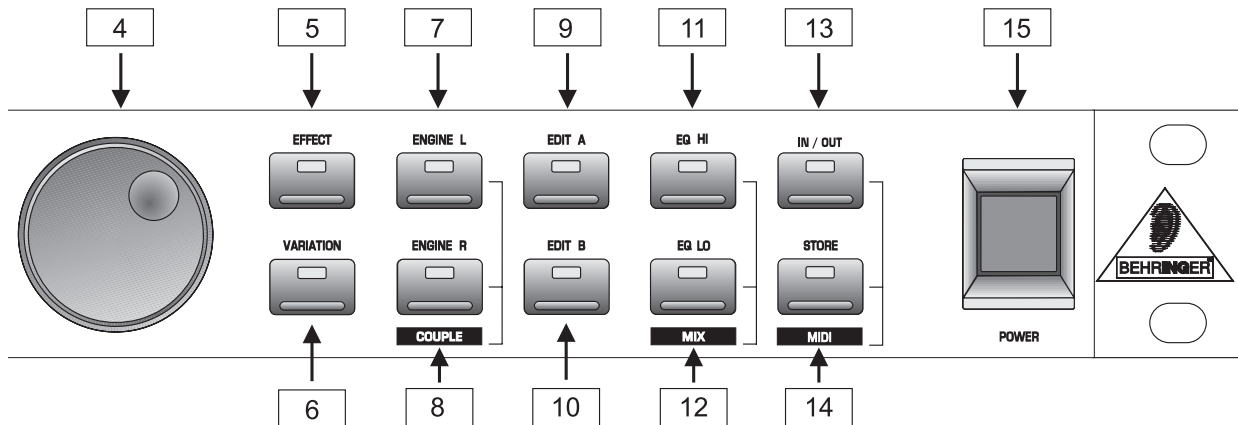 4 5 7 9 11 13 15
EFFECT ENGINE L EDIT A EQ HI IN / OUT
VARIATION ENGINE R EDIT B EQ LO STORE
BEHRINGER
COUPLE MIX MIDI POWER
6 8 10 12 14